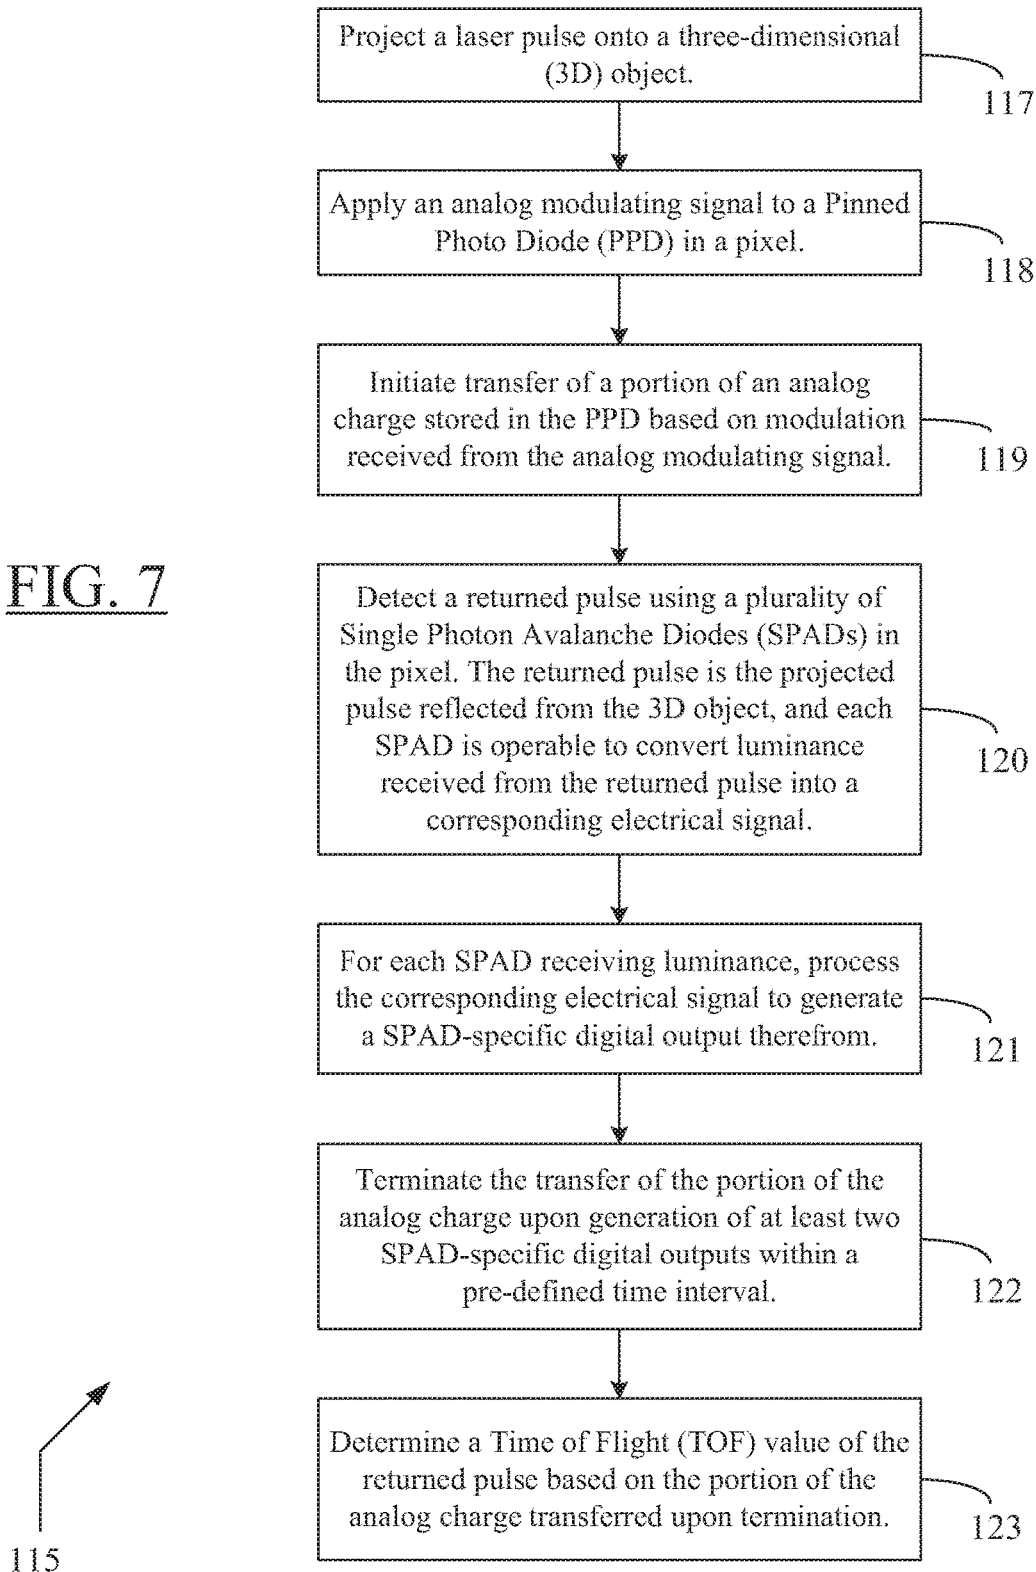 Project a laser pulse onto a three-dimensional
(3D) object.
117
Apply an analog modulating signal to a Pinned
Photo Diode (PPD) in a pixel.
118
Initiate transfer of a portion of an analog
charge stored in the PPD based on modulation
received from the analog modulating signal.
119
FIG. 7
Detect a returned pulse using a plurality of
Single Photon Avalanche Diodes (SPADs) in
the pixel. The returned pulse is the projected
pulse reflected from the 3D object, and each
SPAD is operable to convert luminance
received from the returned pulse into a
corresponding electrical signal.
120
For each SPAD receiving luminance, process
the corresponding electrical signal to generate
a SPAD-specific digital output therefrom.
121
Terminate the transfer of the portion of the
analog charge upon generation of at least two
SPAD-specific digital outputs within a
pre-defined time interval.
122
Determine a Time of Flight (TOF) value of the
returned pulse based on the portion of the
analog charge transferred upon termination.
123
115